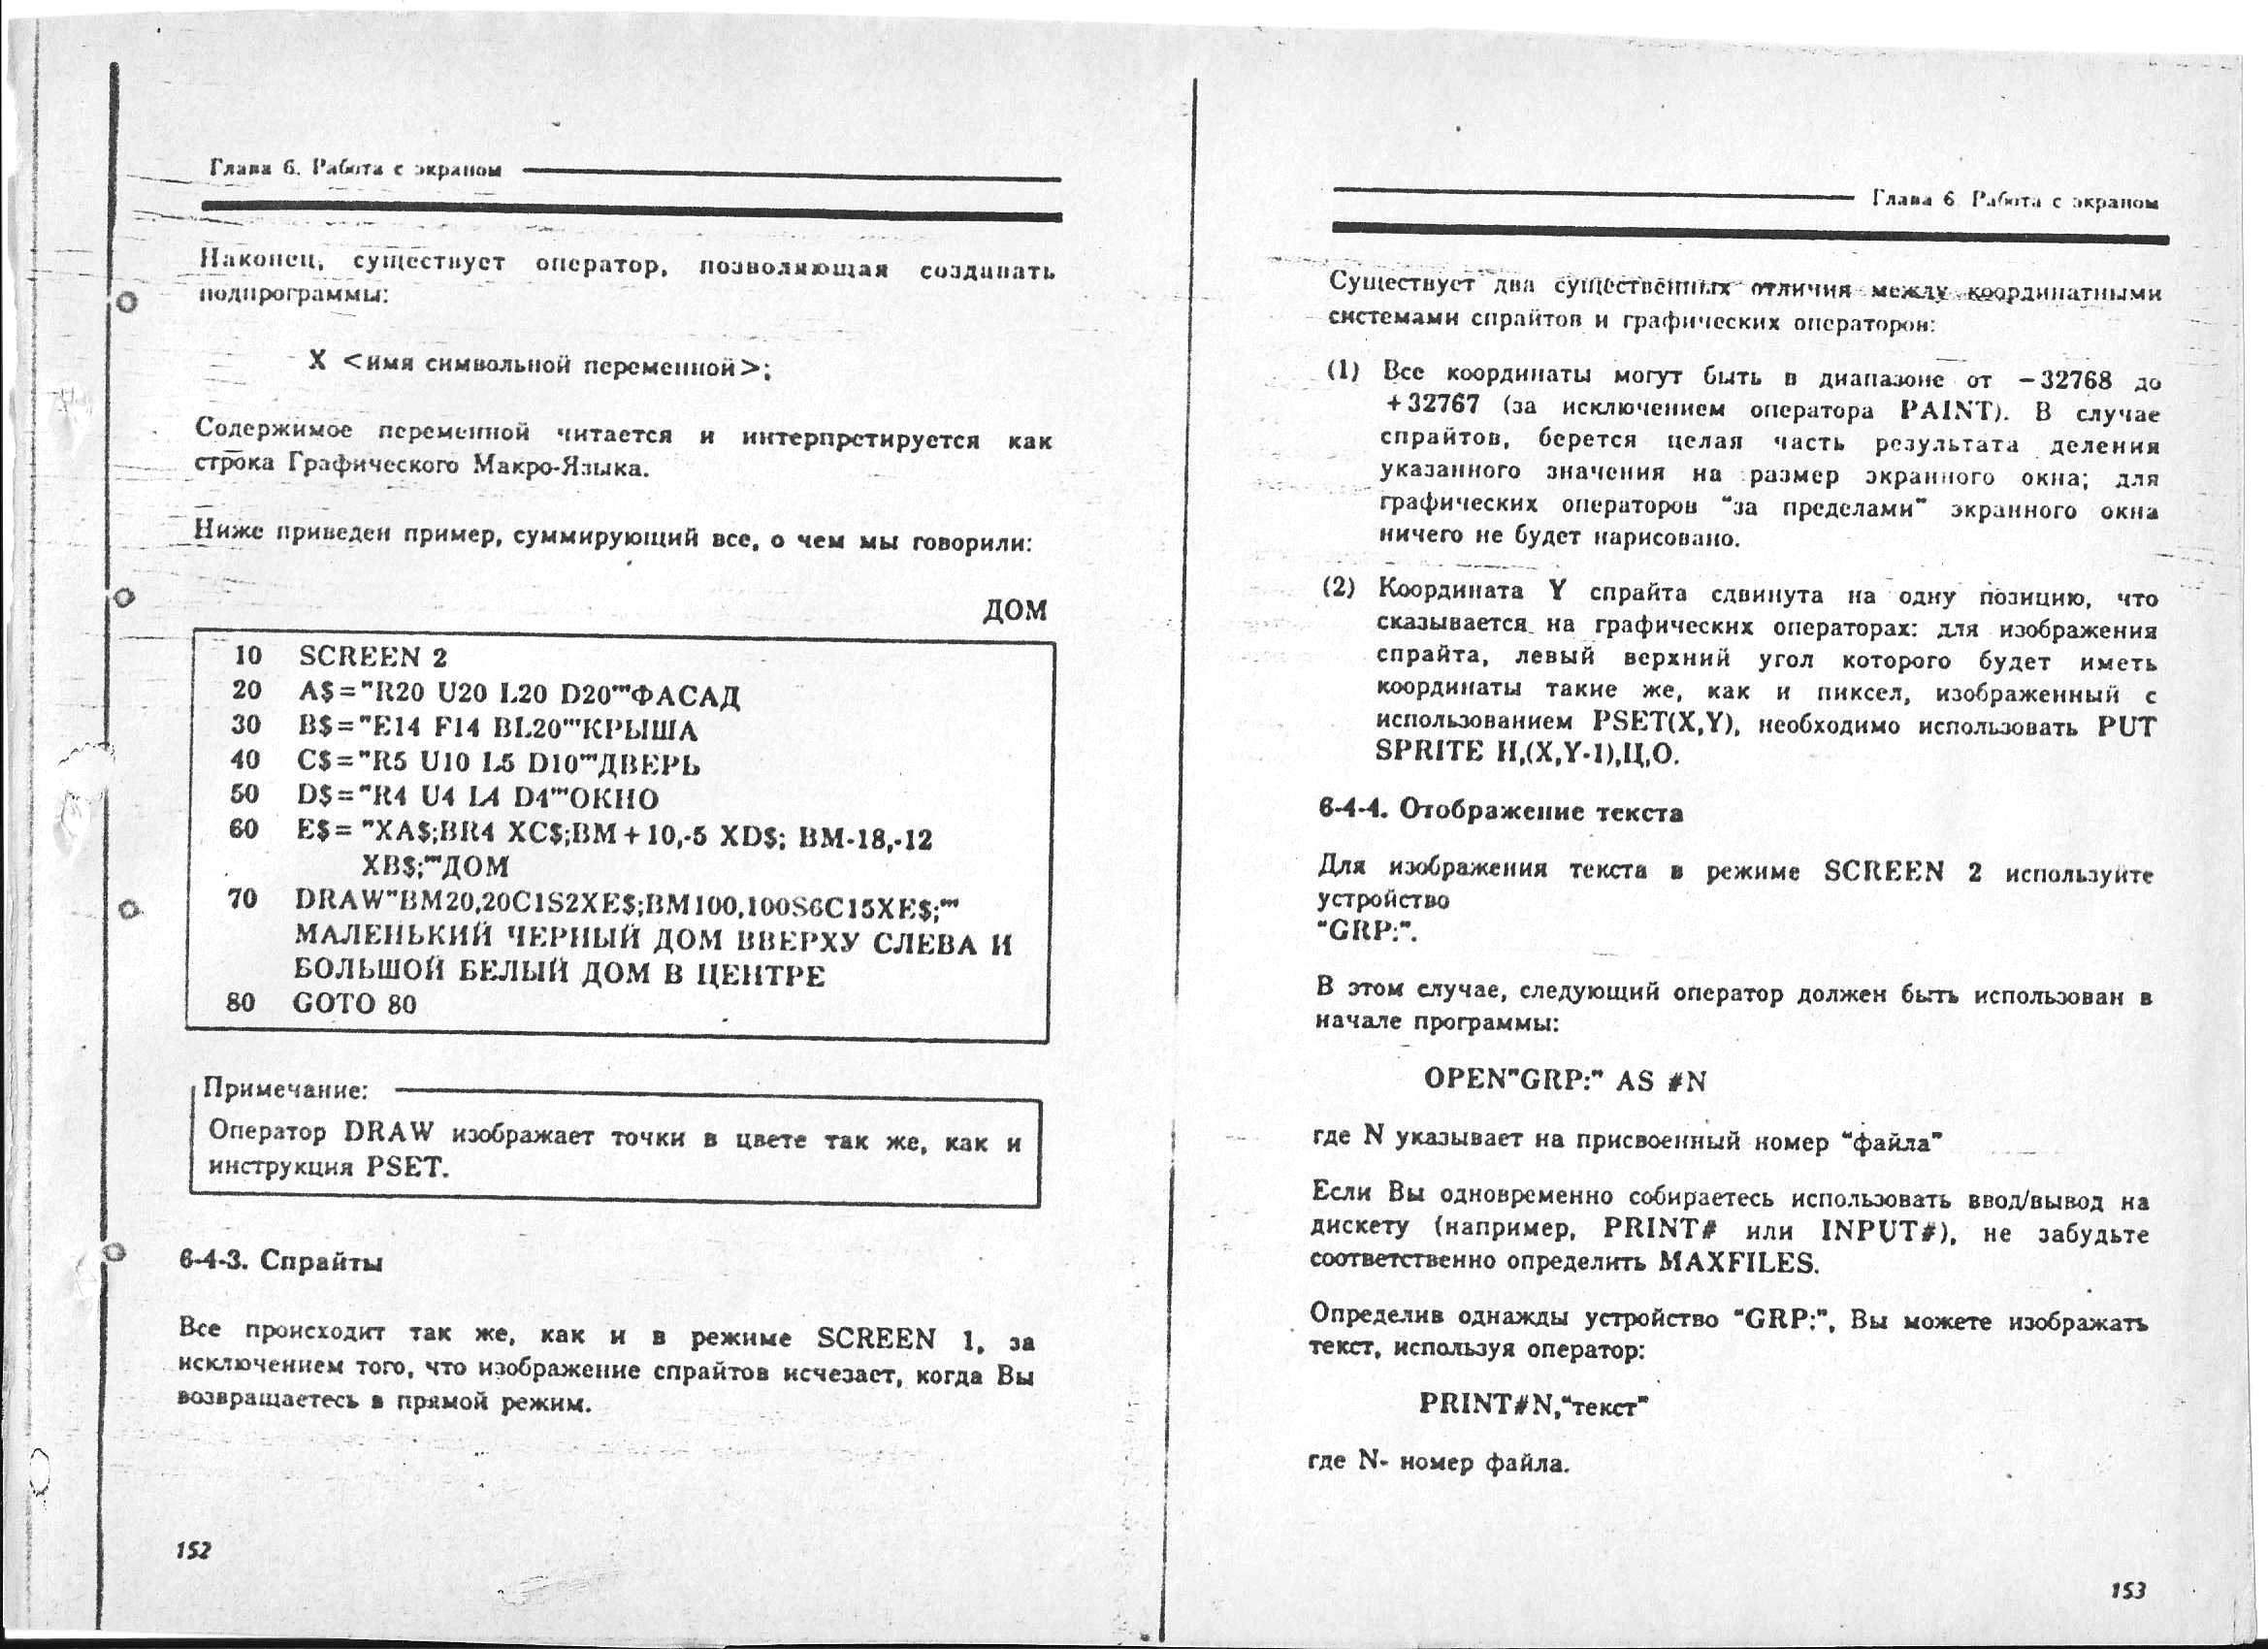 Глава 6. Работа с экраном
Наконец, существует оператор, позволяющая создавать
подпрограммы:
X <имя символьной переменной>;
Содержимое переменной читается и интерпретируется как
строка Графического Макро-Языка.
Ниже приведен пример, суммирующий все, о чем мы говорили:
ДОМ
10 SCREEN 2
20 A$="R20 U20 L20 D20"'ФАСАД
30 B$="E14 F14 BL20"'КРЫША
40 C$="R5 U10 L5 D10"'ДВЕРЬ
50 D$="R4 U4 L4 D4"'ОКНО
60 E$= "XA$;BR4 XC$;BM+10,-5 XD$; BM-18,-12
XB$;"'ДОМ
70 DRAW"BM20,20C1S2XE$;BM100,100S6C15XE$;"'
МАЛЕНЬКИЙ ЧЕРНЫЙ ДОМ ВВЕРХУ СЛЕВА И
БОЛЬШОЙ БЕЛЫЙ ДОМ В ЦЕНТРЕ
80 GOTO 80
Примечание:
Оператор DRAW изображает точки в цвете так же, как и
инструкция PSET.
6-4-3. Спрайты
Все происходит так же, как и в режиме SCREEN 1, за
исключением того, что изображение спрайтов исчезает, когда Вы
возвращаетесь в прямой режим.
152
Глава 6 Работа с экраном
Существует два существенных отличия между координатными
системами спрайтов и графических операторов:
(1) Все координаты могут быть в диапазоне от -32768 до
+32767 (за исключением оператора PAINT). В случае
спрайтов, берется целая часть результата деления
указанного значения на размер экранного окна; для
графических операторов "за пределами" экранного окна
ничего не будет нарисовано.
(2) Координата Y спрайта сдвинута на одну позицию, что
сказывается на графических операторах: для изображения
спрайта, левый верхний угол которого будет иметь
координаты такие же, как и пиксел, изображенный с
использованием PSET(X,Y), необходимо использовать PUT
SPRITE И,(X,Y-1),Ц,О.
6-4-4. Отображение текста
Для изображения текста в режиме SCREEN 2 используйте
устройство
"GRP:".
В этом случае, следующий оператор должен быть использован в
начале программы:
OPEN"GRP:" AS #N
где N указывает на присвоенный номер "файла"
Если Вы одновременно собираетесь использовать ввод/вывод на
дискету (например, PRINT# или INPUT#), не забудьте
соответственно определить MAXFILES.
Определив однажды устройство "GRP:", Вы можете изображать
текст, используя оператор:
PRINT#N,"текст"
где N- номер файла.
153